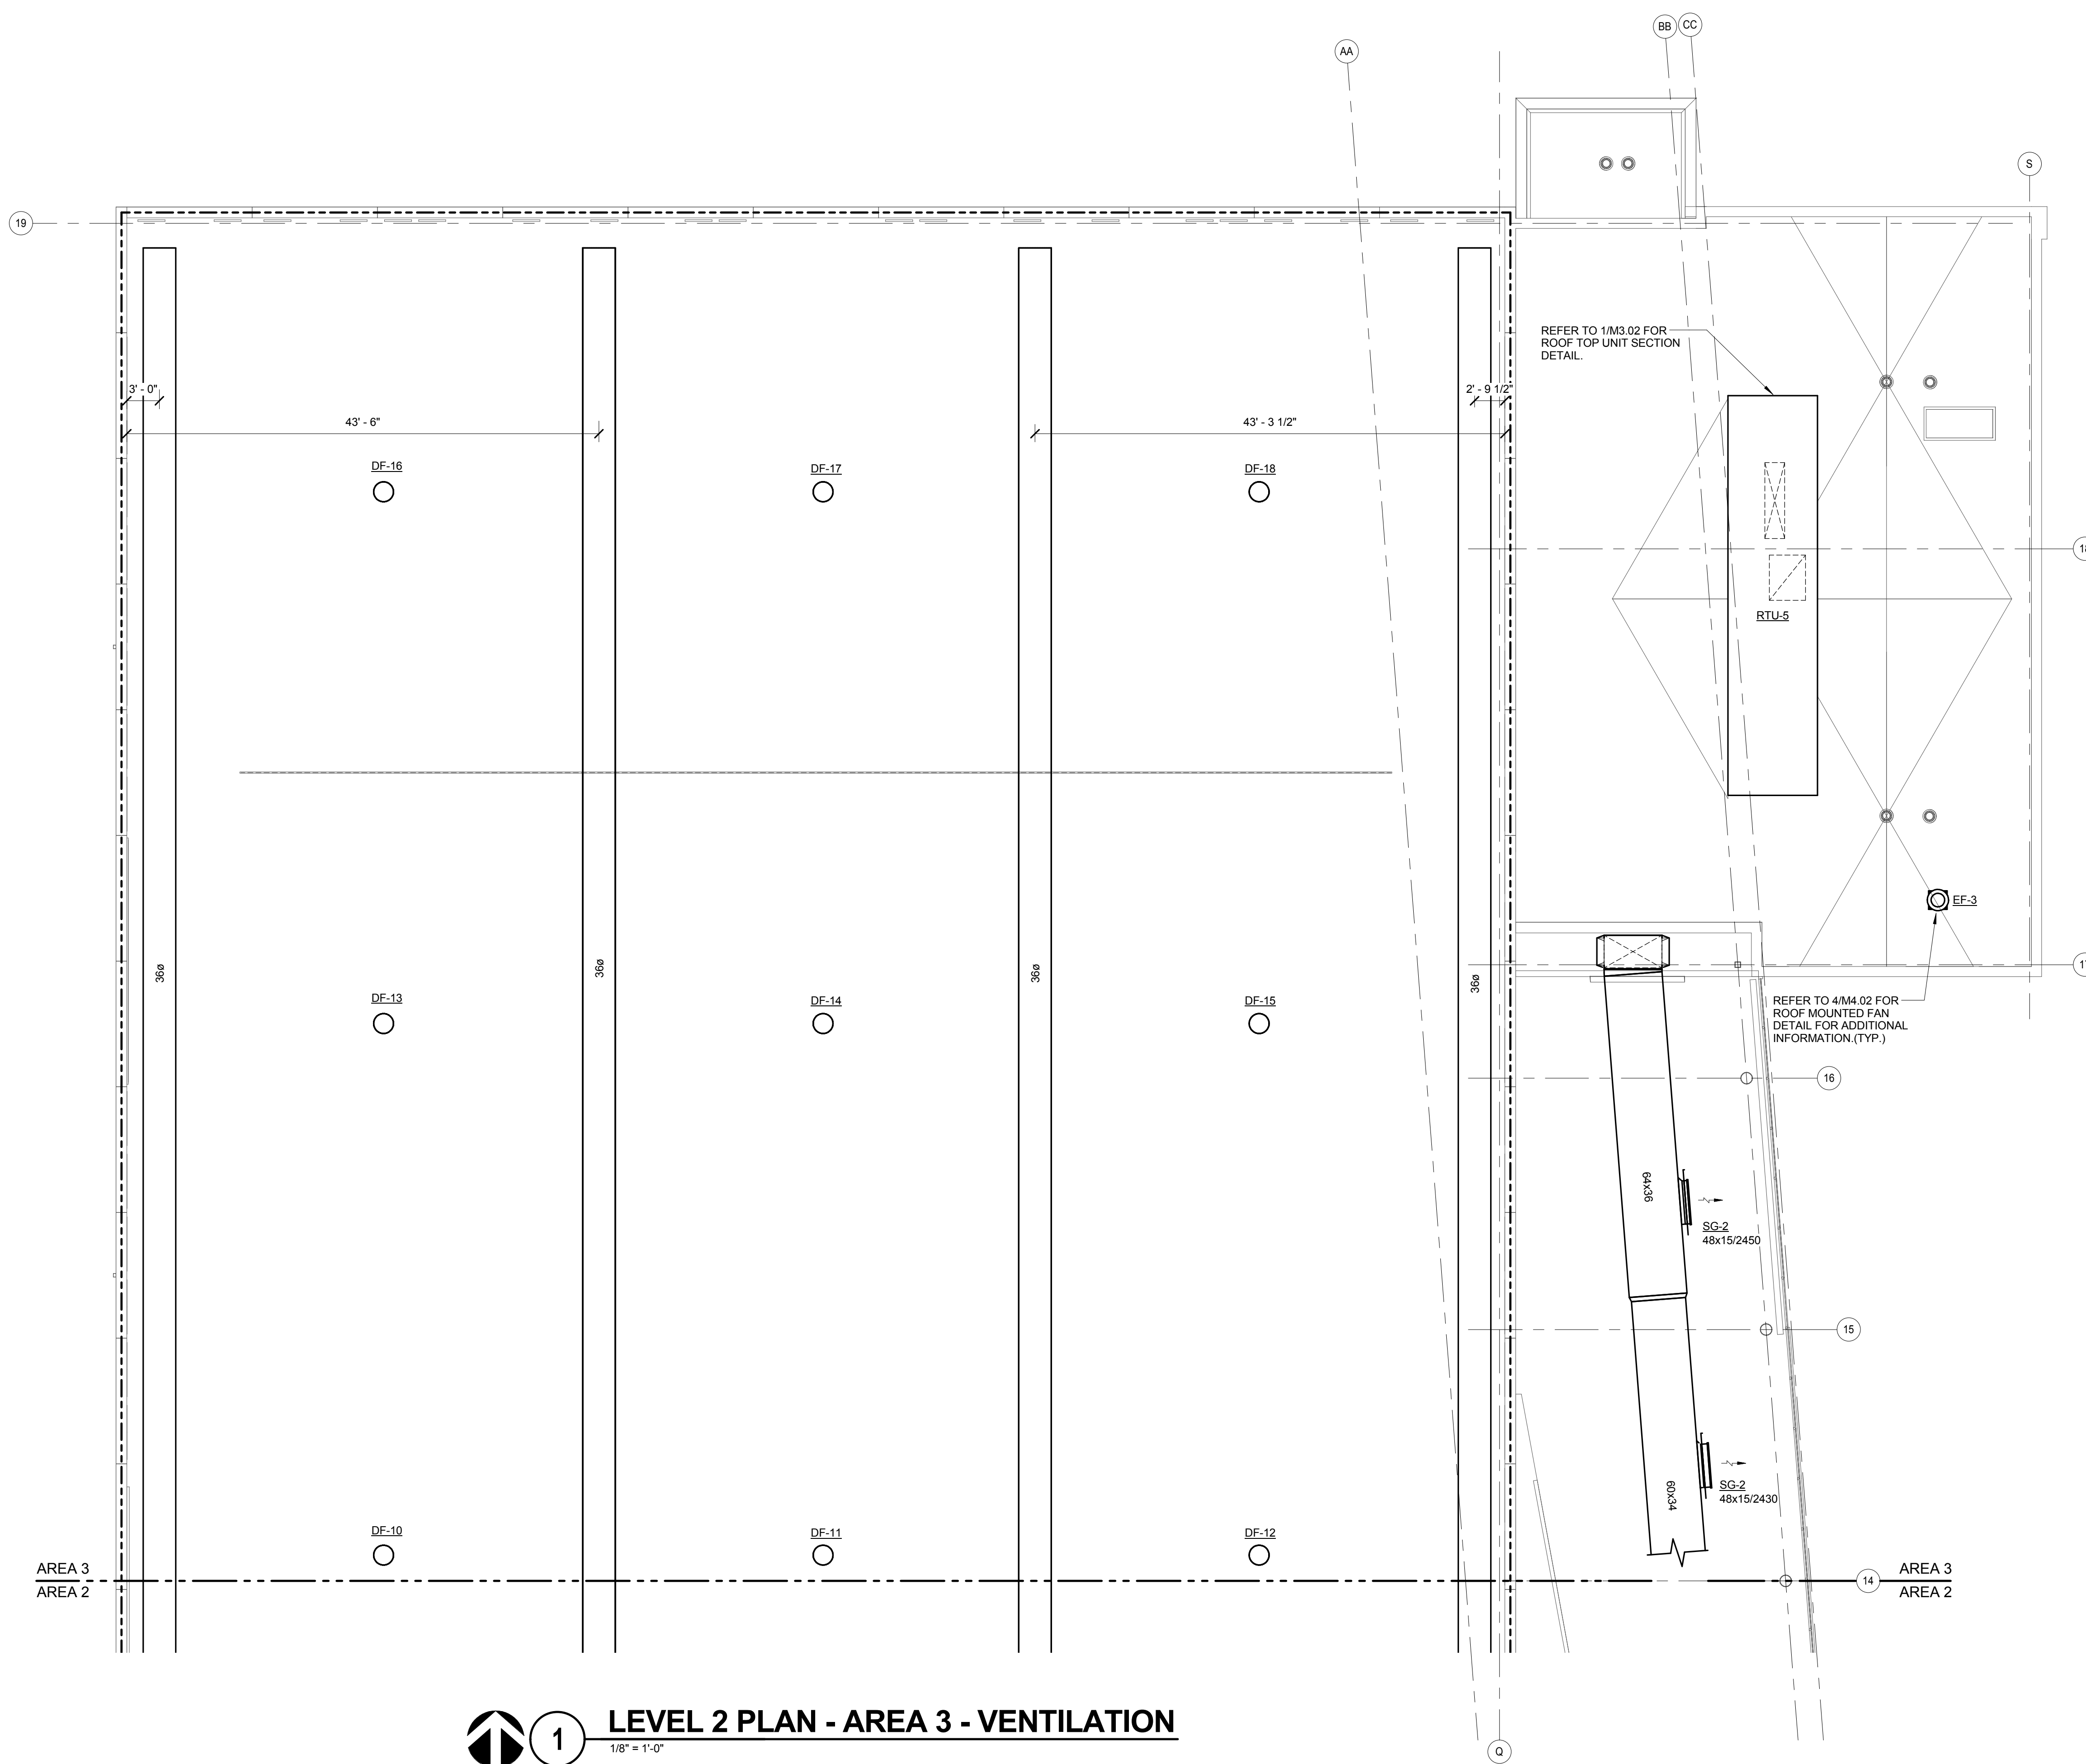 AA
BB
CC
S
19
REFER TO 1/M3.02 FOR
ROOF TOP UNIT SECTION
DETAIL.
3' - 0"
2' - 9 1/2"
43' - 6"
43' - 3 1/2"
DF-16
DF-17
DF-18
RTU-5
EF-3
36ø
36ø
36ø
36ø
17
DF-13
DF-14
DF-15
REFER TO 4/M4.02 FOR
ROOF MOUNTED FAN
DETAIL FOR ADDITIONAL
INFORMATION.(TYP.)
16
64x36
SG-2
48x15/2450
15
60x34
SG-2
48x15/2430
DF-10
DF-11
DF-12
AREA 3
AREA 2
14
AREA 3
AREA 2
1
LEVEL 2 PLAN - AREA 3 - VENTILATION
1/8" = 1'-0"
Q